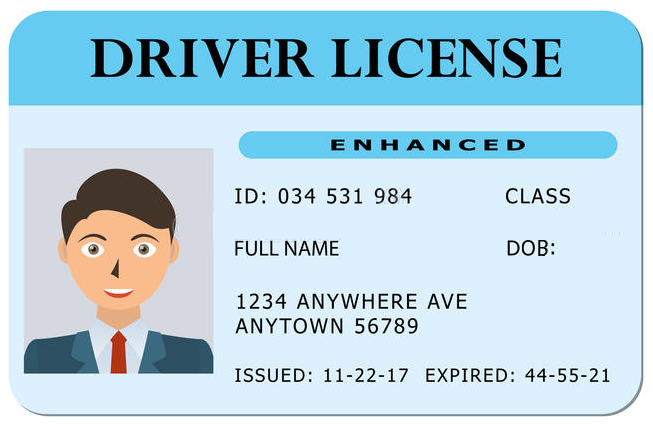 DRIVER LICENSE
ENHANCED
ID: 034 531 984 CLASS
FULL NAME DOB:
1234 ANYWHERE AVE
ANYTOWN 56789
ISSUED: 11-22-17 EXPIRED: 44-55-21